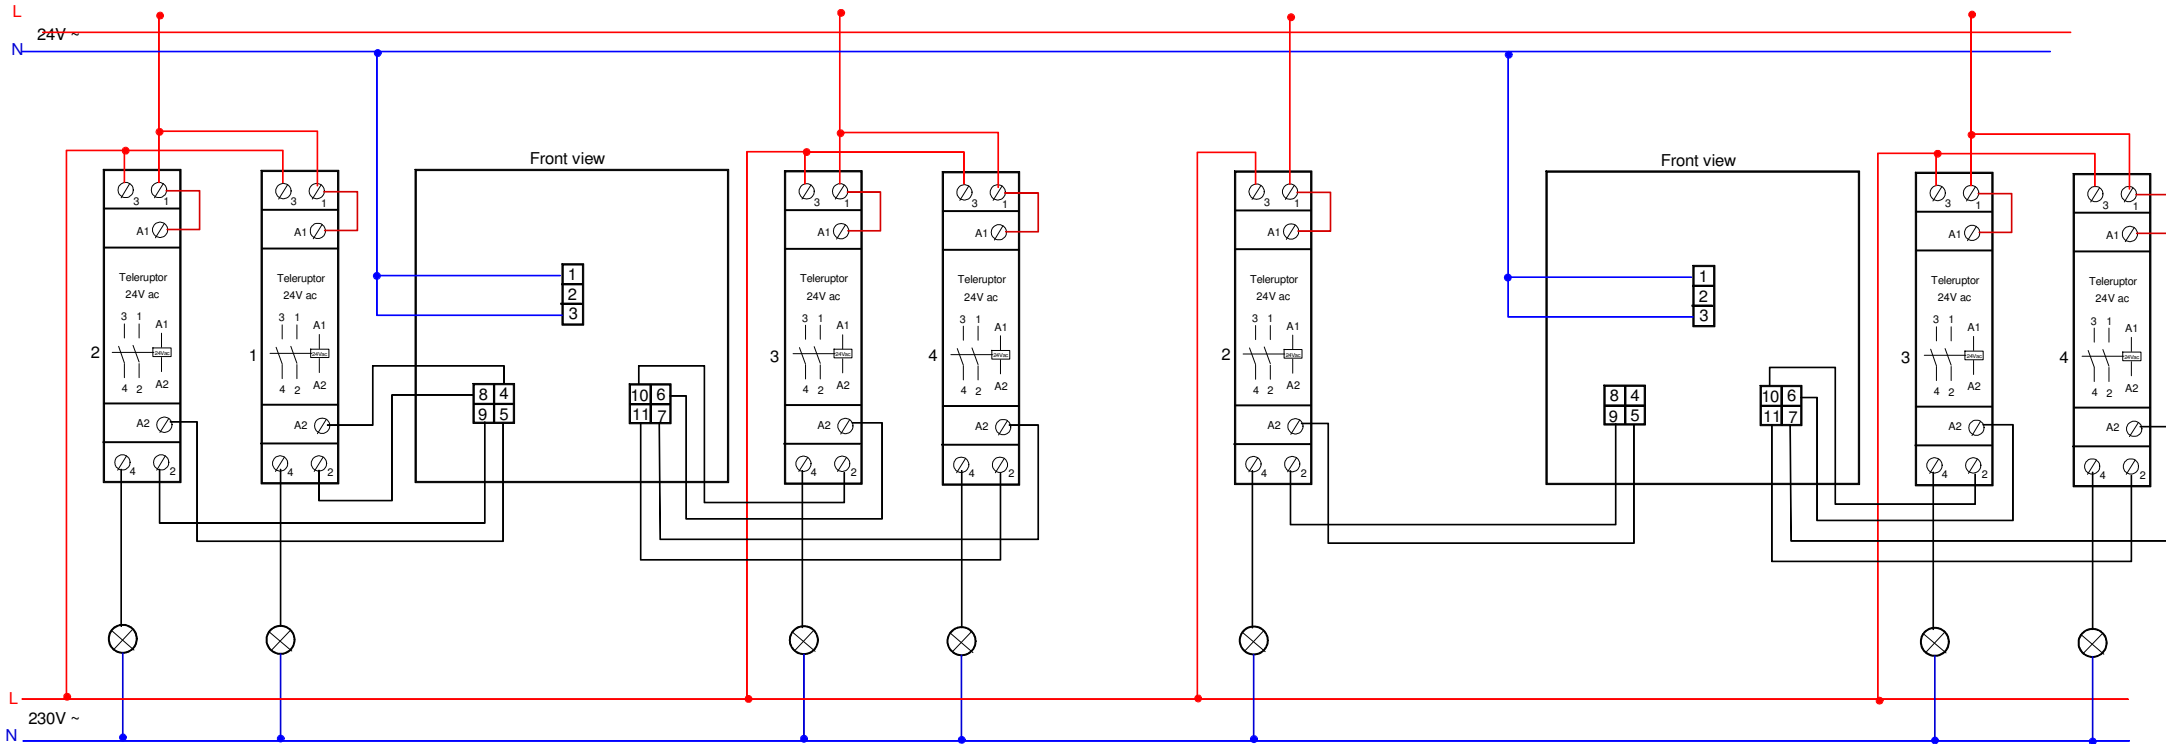 L
24V ~
N
Front view
Front view
3 1
3 1
3 1
3 1
3 1
3 1
3 1
A1
A1
A1
A1
A1
A1
A1
1
2
3
1
2
3
Teleruptor
24V ac
3 1 A1
2
24Vac
4 2 A2
Teleruptor
24V ac
3 1 A1
1
24Vac
4 2 A2
Teleruptor
24V ac
3 1 A1
3
24Vac
4 2 A2
Teleruptor
24V ac
3 1 A1
4
24Vac
4 2 A2
Teleruptor
24V ac
3 1 A1
2
24Vac
4 2 A2
Teleruptor
24V ac
3 1 A1
3
24Vac
4 2 A2
Teleruptor
24V ac
3 1 A1
4
24Vac
4 2 A2
8 4
9 5
10 6
11 7
8 4
9 5
10 6
11 7
A2
A2
A2
A2
A2
A2
A2
4 2
4 2
4 2
4 2
4 2
4 2
4 2
L
230V ~
N